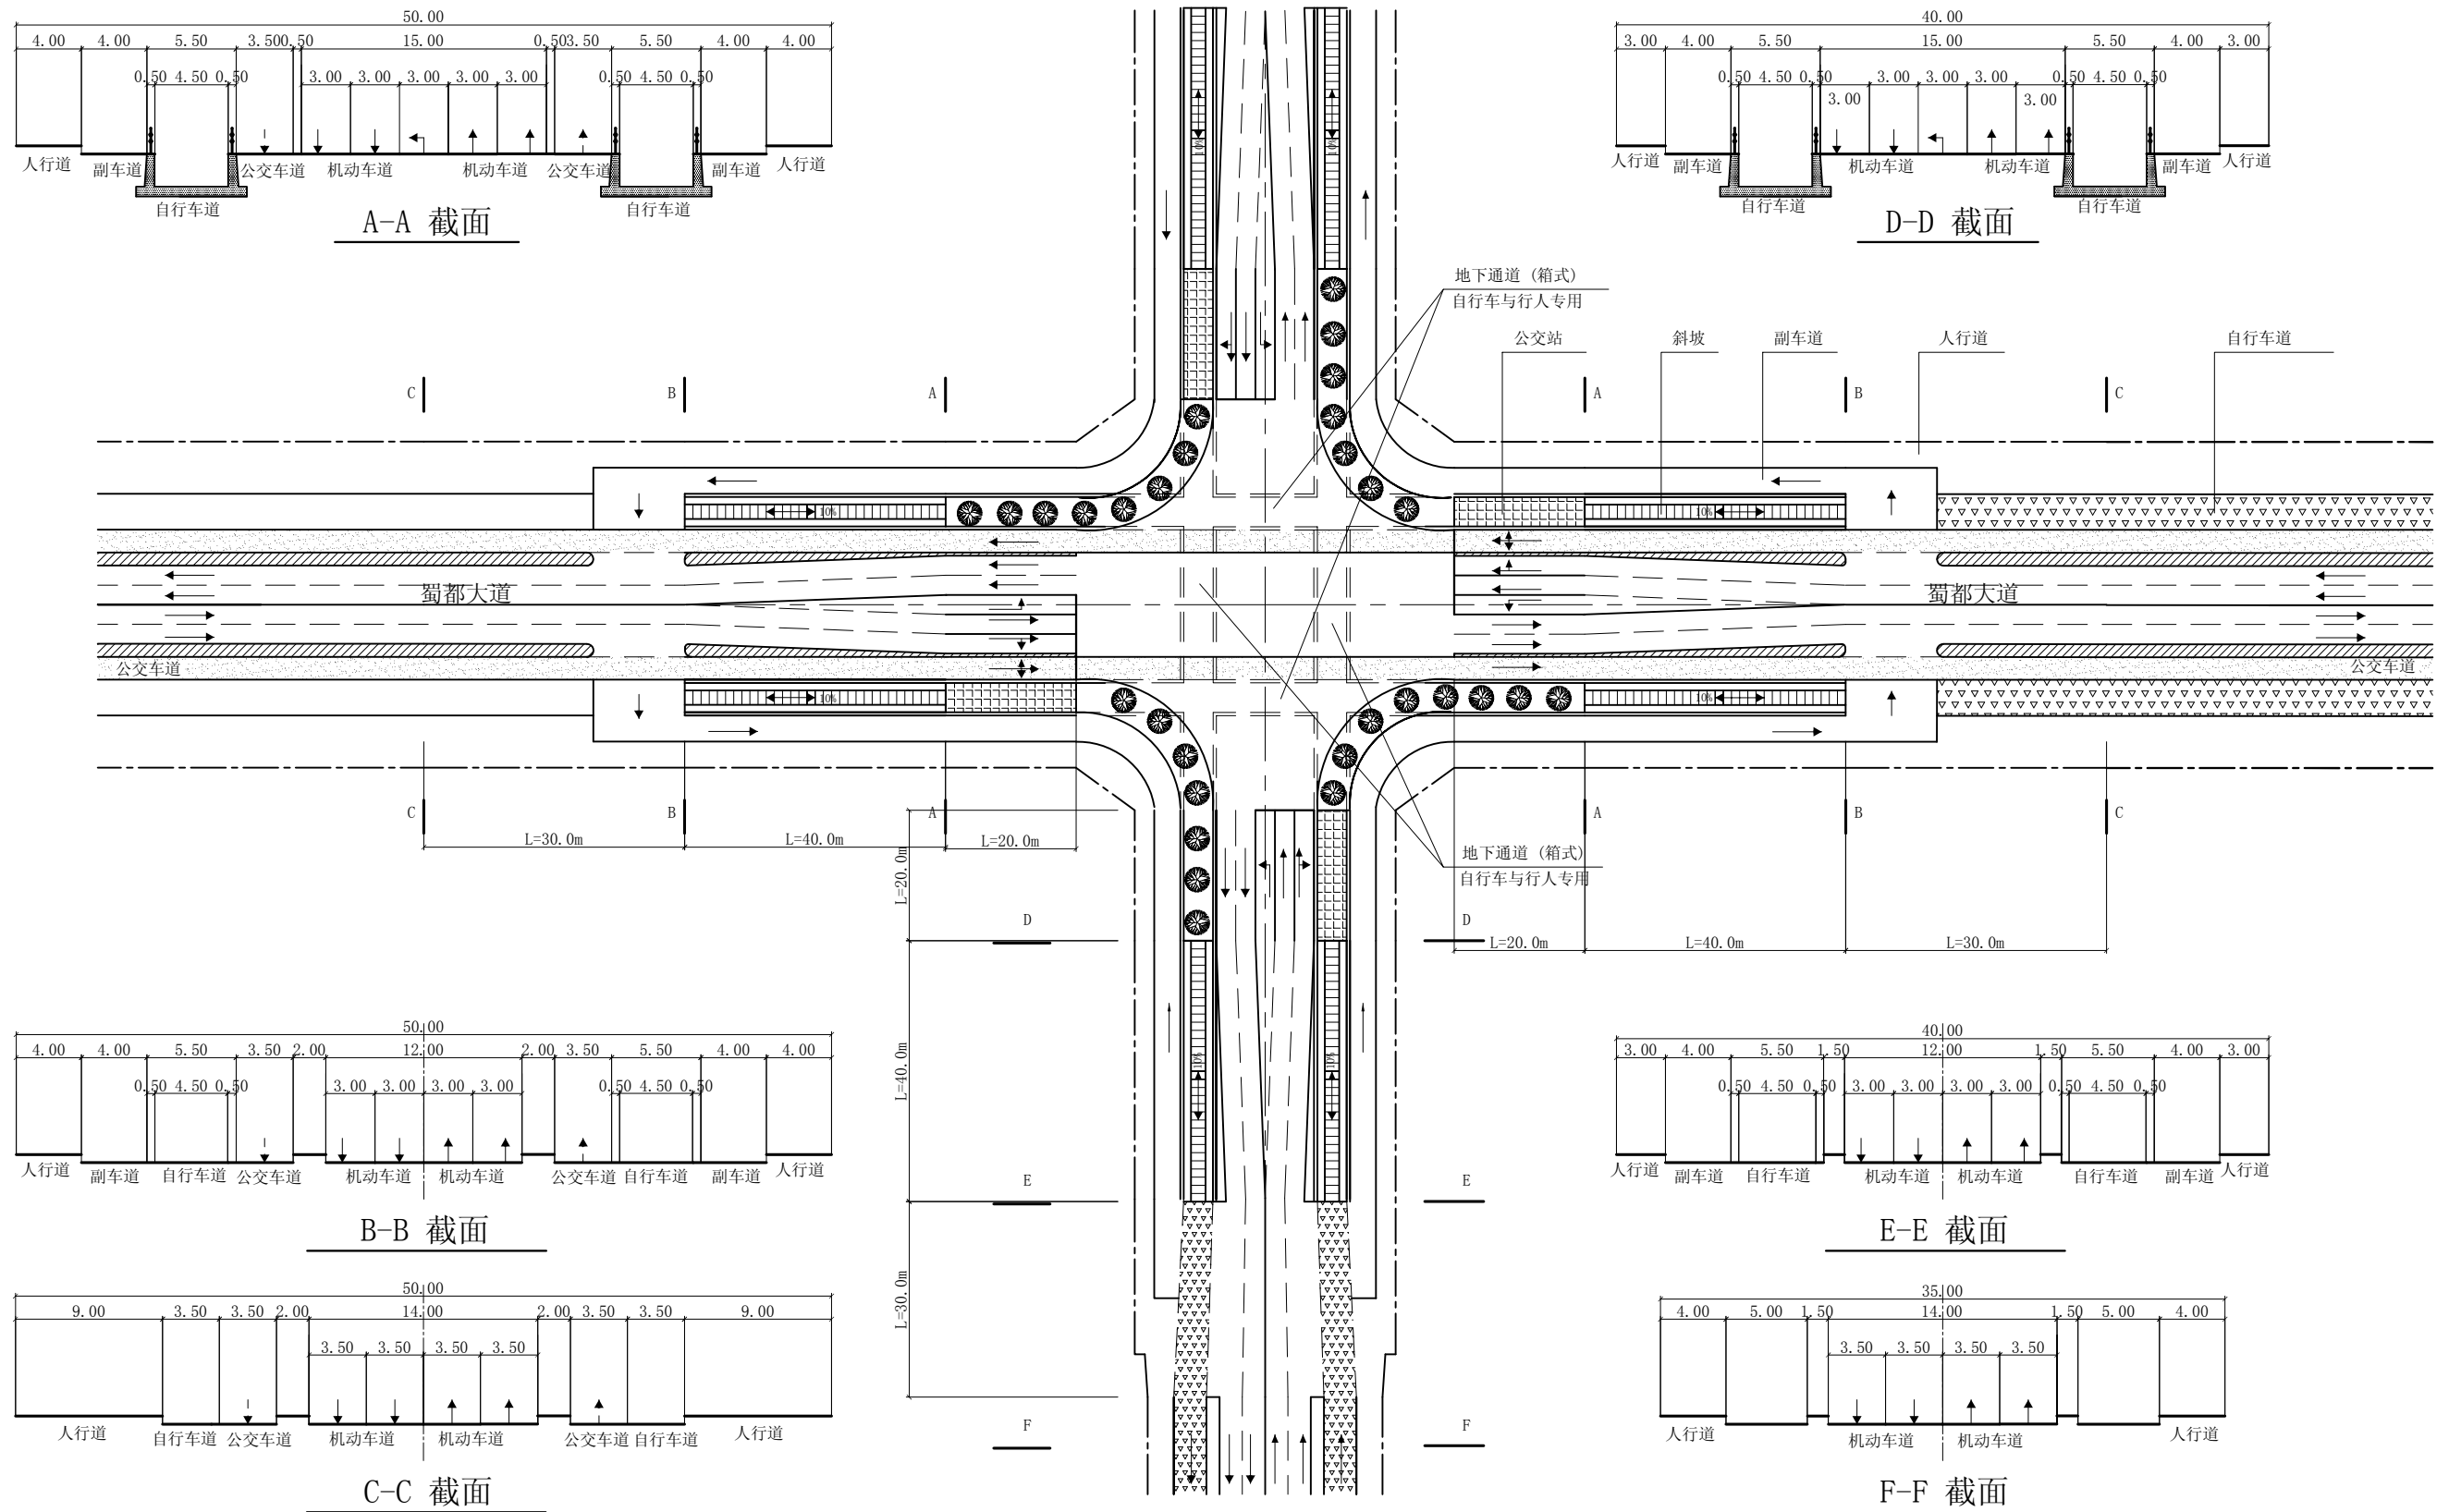 50.00
4.00 4.00 5.50 3.50 0.50 15.00 0.50 3.50 5.50 4.00 4.00
0.50 4.50 0.50 3.00 3.00 3.00 3.00 3.00 0.50 4.50 0.50
人行道 副车道 公交车道 机动车道 机动车道 公交车道 副车道 人行道
自行车道 自行车道
A-A 截面
40.00
3.00 4.00 5.50 15.00 5.50 4.00 3.00
0.50 4.50 0.50 3.00 3.00 3.00 0.50 4.50 0.50
3.00 3.00
人行道 副车道 机动车道 机动车道 副车道 人行道
自行车道 自行车道
D-D 截面
10% 10%
地下通道 (箱式)
自行车与行人专用
公交站 斜坡 副车道 人行道 自行车道
C B A A B C
10% 10%
蜀都大道 蜀都大道
公交车道 公交车道
10% 10%
C B A A B C
L=30.0m L=40.0m L=20.0m
地下通道 (箱式)
自行车与行人专用
L=20.0m
D D
L=20.0m L=40.0m L=30.0m
L=40.0m
10% 10%
E E
L=30.0m
F F
50.00
4.00 4.00 5.50 3.50 2.00 12.00 2.00 3.50 5.50 4.00 4.00
0.50 4.50 0.50 3.00 3.00 3.00 3.00 0.50 4.50 0.50
人行道 副车道 自行车道 公交车道 机动车道 机动车道 公交车道 自行车道 副车道 人行道
B-B 截面
40.00
3.00 4.00 5.50 1.50 12.00 1.50 5.50 4.00 3.00
0.50 4.50 0.50 3.00 3.00 3.00 3.00 0.50 4.50 0.50
人行道 副车道 自行车道 机动车道 机动车道 自行车道 副车道 人行道
E-E 截面
50.00
9.00 3.50 3.50 2.00 14.00 2.00 3.50 3.50 9.00
3.50 3.50 3.50 3.50
人行道 自行车道 公交车道 机动车道 机动车道 公交车道 自行车道 人行道
C-C 截面
35.00
4.00 5.00 1.50 14.00 1.50 5.00 4.00
3.50 3.50 3.50 3.50
人行道 机动车道 机动车道 人行道
F-F 截面